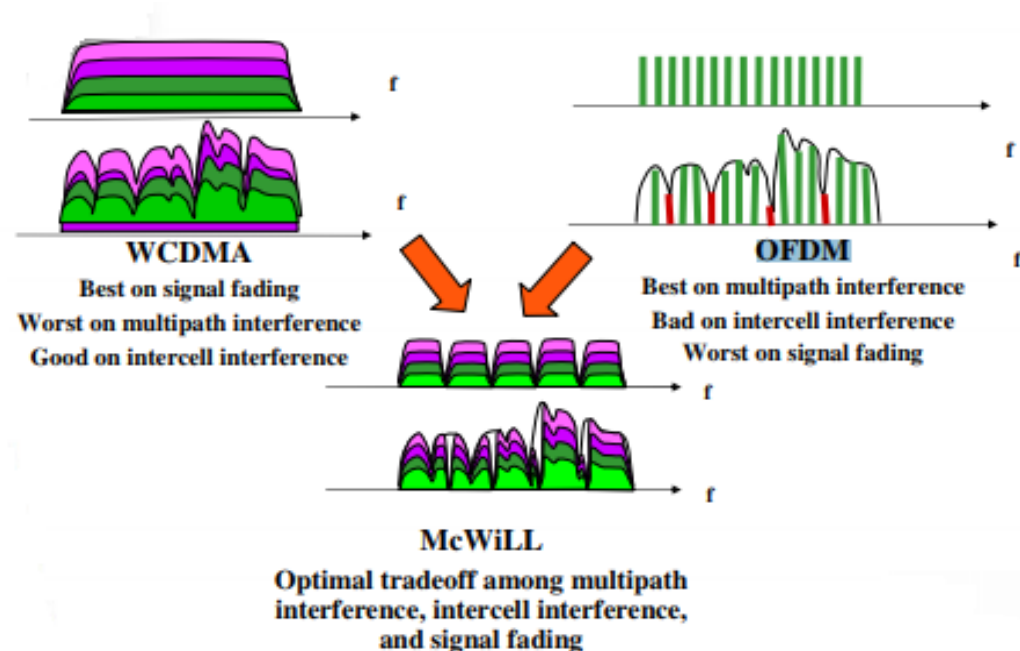 f
f
f
f
WCDMA
Best on signal fading
Worst on multipath interference
Good on intercell interference
OFDM
Best on multipath interference
Bad on intercell interference
Worst on signal fading
f
f
McWiLL
Optimal tradeoff among multipath
interference, intercell interference,
and signal fading